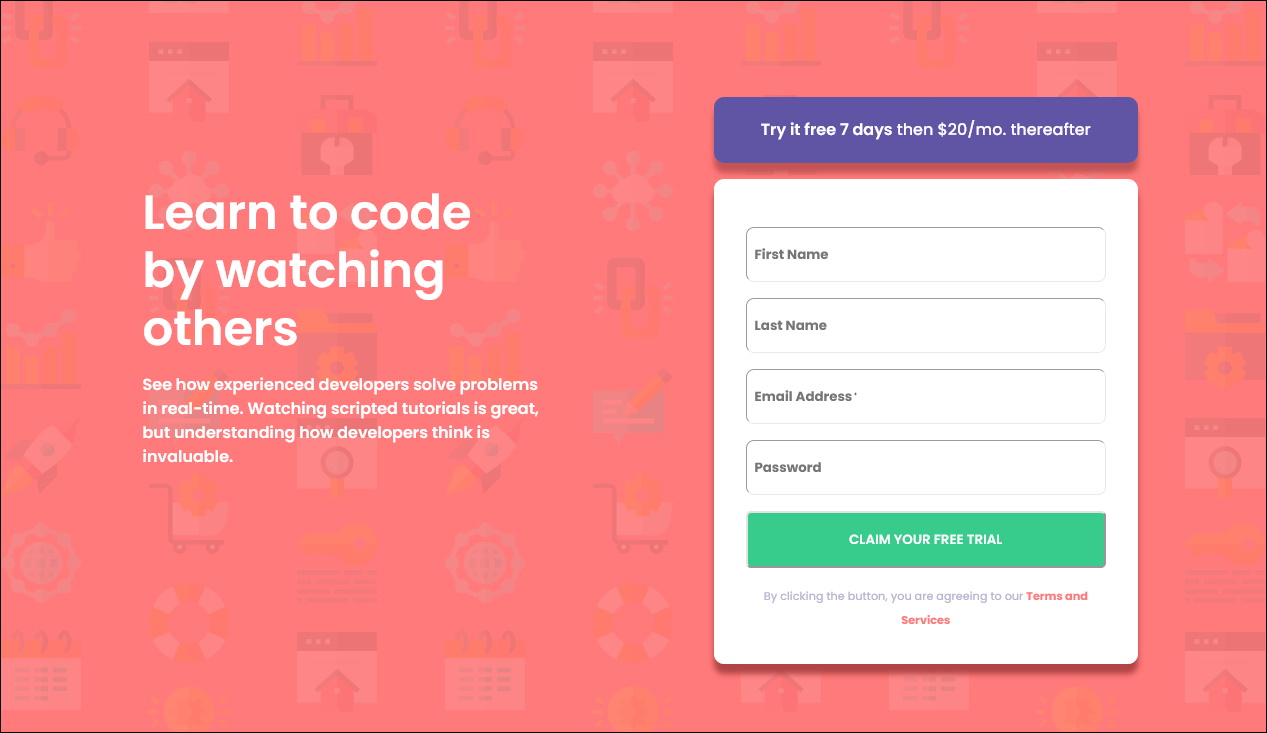 Learn to code
by watching
others
See how experienced developers solve problems
in real-time. Watching scripted tutorials is great,
but understanding how developers think is
invaluable.
Try it free 7 days then $20/mo. thereafter
First Name
Last Name
Email Address
Password
CLAIM YOUR FREE TRIAL
By clicking the button, you are agreeing to our Terms and
Services